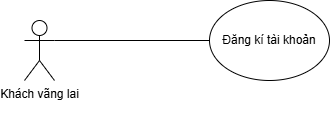 Đăng kí tài khoản
Khách vãng lai